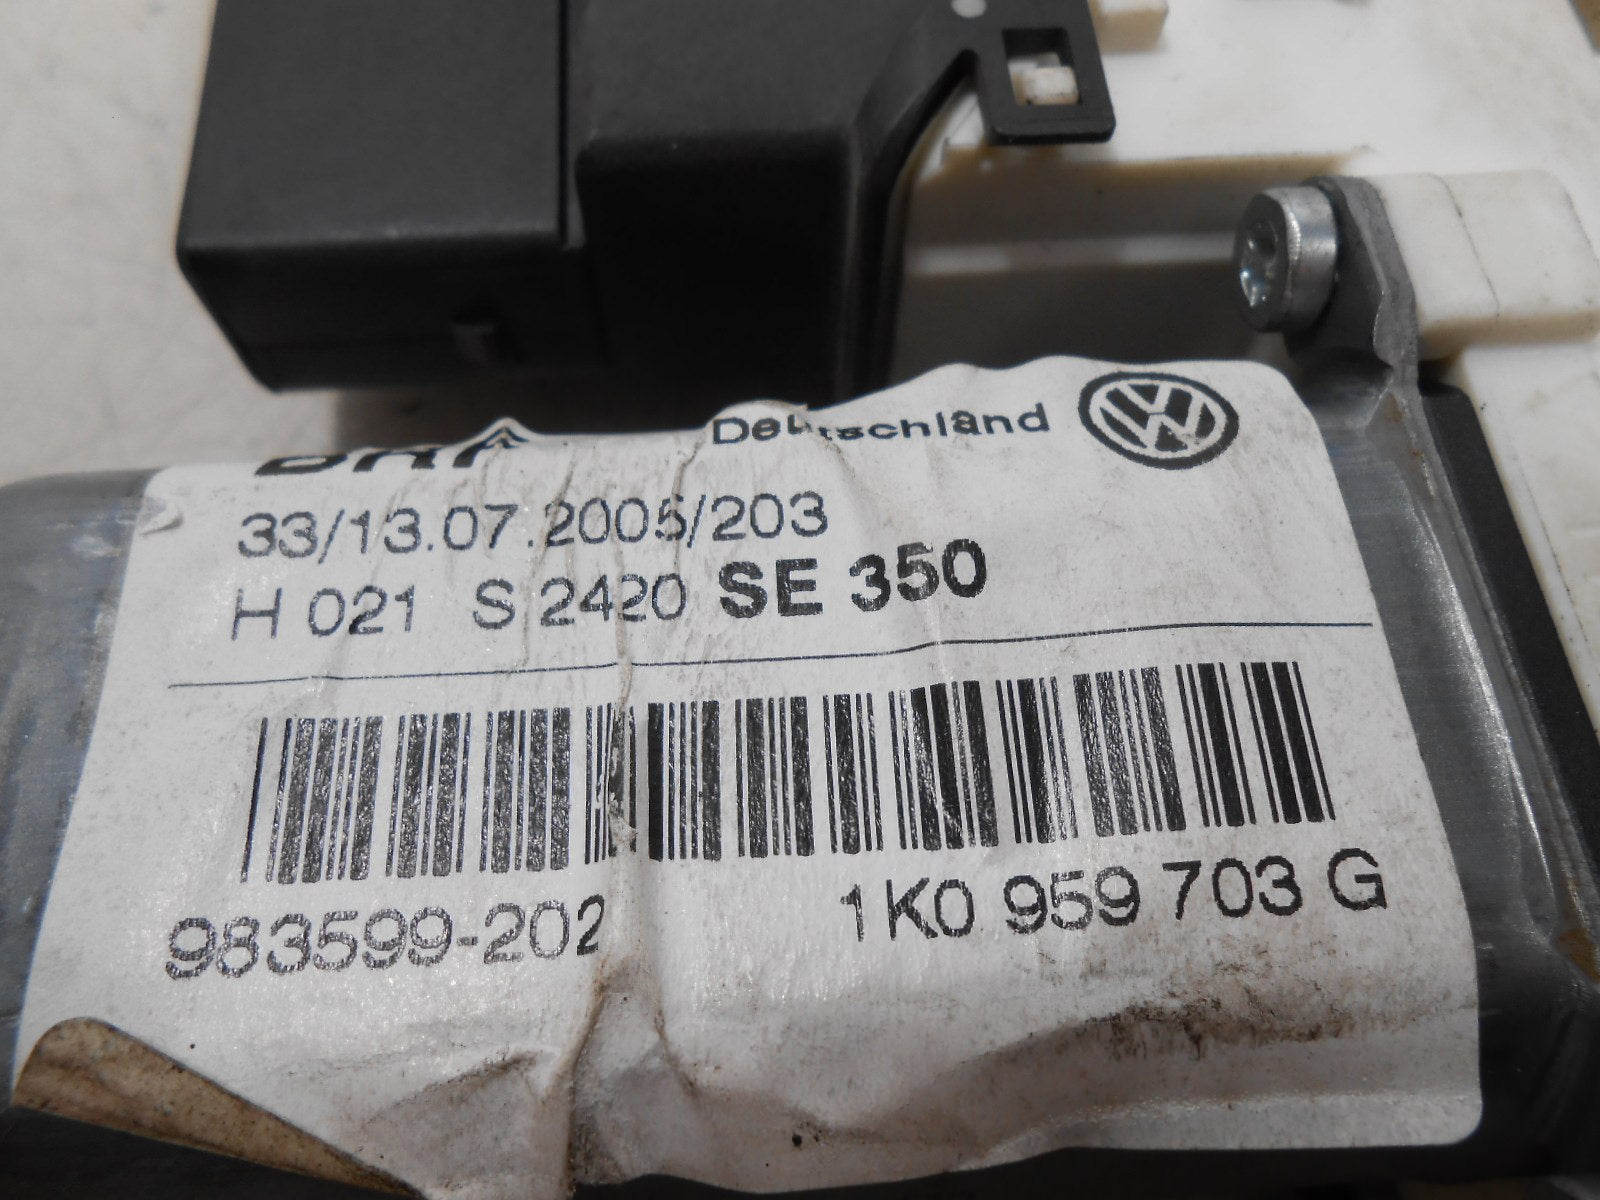 Deutschland
33/13.07.2005/203
H 021 S 2420 SE 350
983599-202 1K0 959 703 G